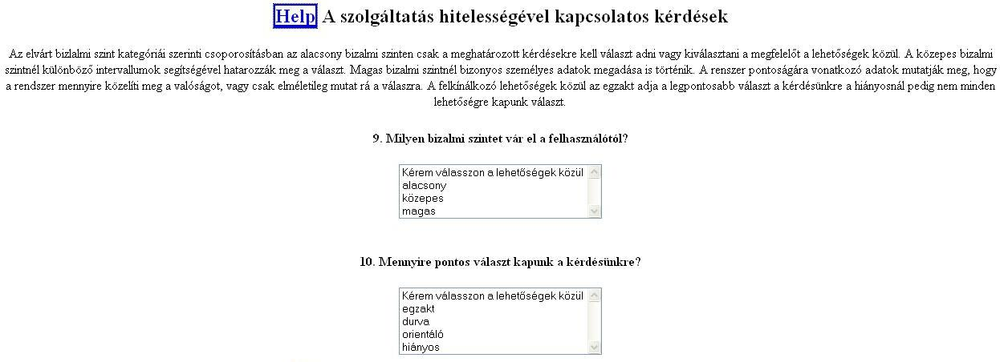 Help A szolgáltatás hitelességével kapcsolatos kérdések
Az elvárt bizlalmi szint kategóriái szerinti csoporosításban az alacsony bizalmi szinten csak a meghatározott kérdésekre kell választ adni vagy kiválasztani a megfelelőt a lehetőségek közül. A közepes bizalmi
szintnél különböző intervallumok segítségével hatarozzák meg a választ. Magas bizalmi szintnél bizonyos személyes adatok megadása is történik. A renszer pontoságára vonatkozó adatok mutatják meg, hogy
a rendszer mennyire közelíti meg a valóságot, vagy csak elméletileg mutat rá a válaszra. A felkínálkozó lehetőségek közül az egzakt adja a legpontosabb választ a kérdésünkre a hiányosnál pedig nem minden
lehetőségre kapunk választ.
9. Milyen bizalmi szintet vár el a felhasználótól?
Kérem válasszon a lehetőségek közül
alacsony
közepes
magas
10. Mennyire pontos választ kapunk a kérdésünkre?
Kérem válasszon a lehetőségek közül
egzakt
durva
orientáló
hiányos